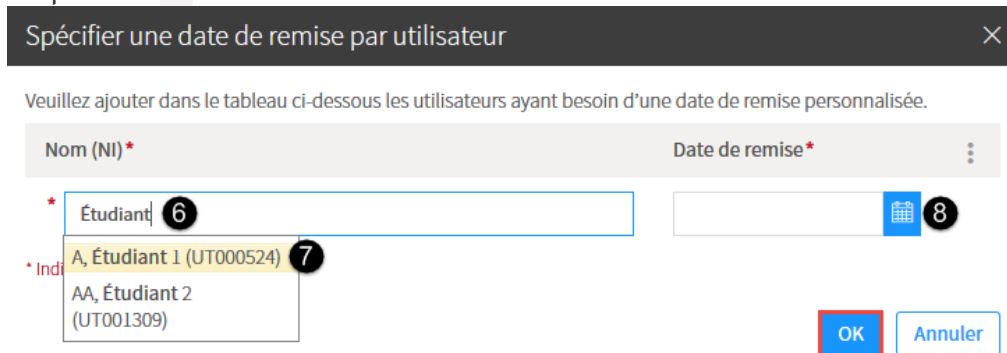 Spécifier une date de remise par utilisateur
Veuillez ajouter dans le tableau ci-dessous les utilisateurs ayant besoin d'une date de remise personnalisée.
Nom (NI) * Date de remise *
* Étudiant 6 8
A, Étudiant 1 (UT000524) 7
* Indi
AA, Étudiant 2
(UT001309)
OK Annuler